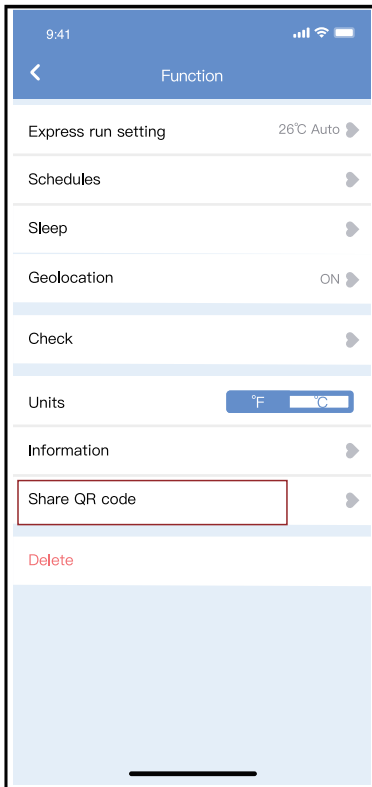 9:41
Function
Express run setting 26°C Auto
Schedules
Sleep
Geolocation ON
Check
Units °F °C
Information
Share QR code
Delete